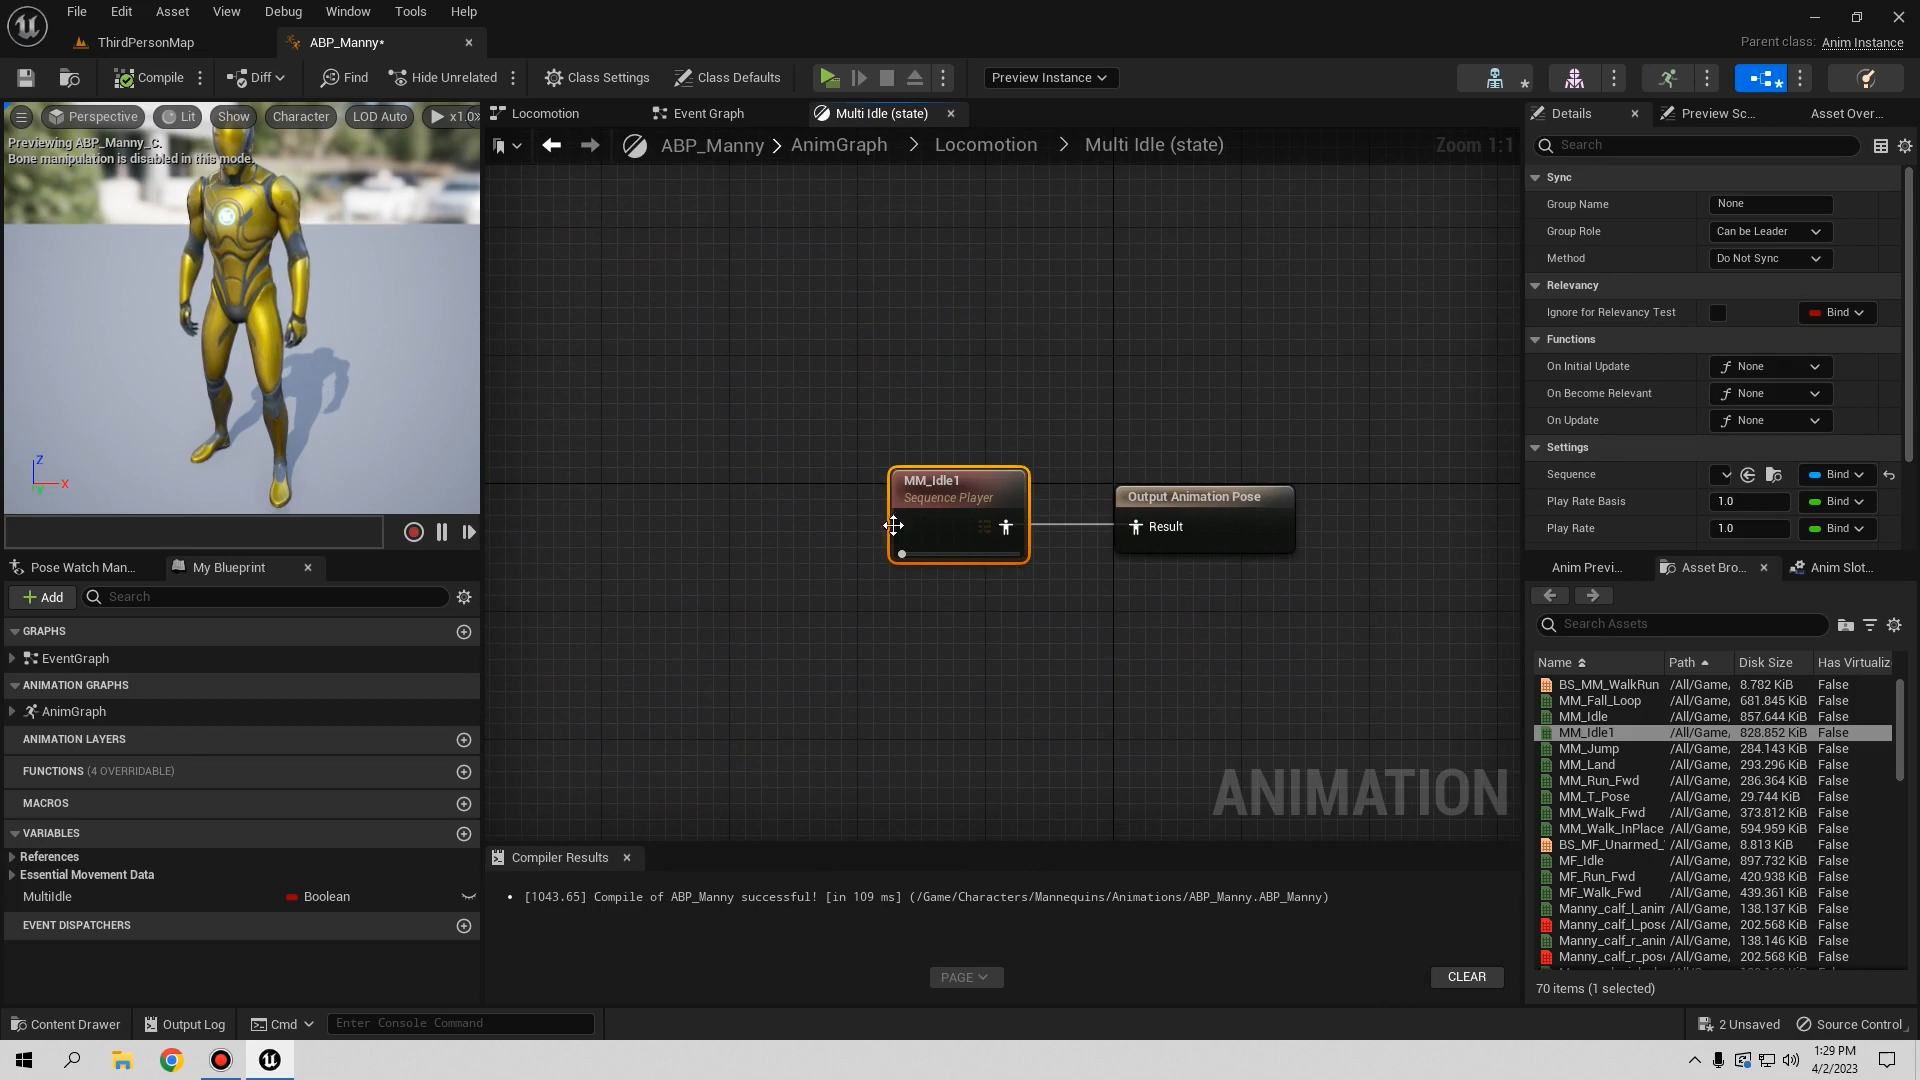 File Edit Asset View Debug Window Tools Help
ThirdPersonMap
ABP_Manny*
Parent class: Anim Instance
Compile
Diff
Find
Hide Unrelated
Class Settings
Class Defaults
Preview Instance
Perspective
Lit
Show
Character
LOD Auto
x1.0
Previewing ABP_Manny_C.
Bone manipulation is disabled in this mode.
Z
X
Y
Locomotion
Event Graph
Multi Idle (state)
ABP_Manny > AnimGraph > Locomotion > Multi Idle (state)
Zoom 1:1
MM_Idle1
Sequence Player
Output Animation Pose
Result
ANIMATION
Details
Preview Sc...
Asset Over...
Search
Sync
Group Name None
Group Role Can be Leader
Method Do Not Sync
Relevancy
Ignore for Relevancy Test Bind
Functions
On Initial Update None
On Become Relevant None
On Update None
Settings
Sequence Bind
Play Rate Basis 1.0 Bind
Play Rate 1.0 Bind
Pose Watch Man...
My Blueprint
Add
Search
GRAPHS
EventGraph
ANIMATION GRAPHS
AnimGraph
ANIMATION LAYERS
FUNCTIONS (4 OVERRIDABLE)
MACROS
VARIABLES
References
Essential Movement Data
MultiIdle Boolean
EVENT DISPATCHERS
Compiler Results
[1043.65] Compile of ABP_Manny successful! [in 109 ms] (/Game/Characters/Mannequins/Animations/ABP_Manny.ABP_Manny)
PAGE
CLEAR
Anim Previ...
Asset Bro...
Anim Slot...
Search Assets
Name Path Disk Size Has Virtualiz
BS_MM_WalkRun /All/Game, 8.782 KiB False
MM_Fall_Loop /All/Game, 681.845 KiB False
MM_Idle /All/Game, 857.644 KiB False
MM_Idle1 /All/Game, 828.852 KiB False
MM_Jump /All/Game, 284.143 KiB False
MM_Land /All/Game, 293.296 KiB False
MM_Run_Fwd /All/Game, 286.364 KiB False
MM_T_Pose /All/Game, 29.744 KiB False
MM_Walk_Fwd /All/Game, 373.812 KiB False
MM_Walk_InPlace /All/Game, 594.959 KiB False
BS_MF_Unarmed_ /All/Game, 8.813 KiB False
MF_Idle /All/Game, 897.732 KiB False
MF_Run_Fwd /All/Game, 420.938 KiB False
MF_Walk_Fwd /All/Game, 439.361 KiB False
Manny_calf_l_anim /All/Game, 138.137 KiB False
Manny_calf_l_pose /All/Game, 202.568 KiB False
Manny_calf_r_anin /All/Game, 138.146 KiB False
Manny_calf_r_pose /All/Game, 202.568 KiB False
70 items (1 selected)
Content Drawer
Output Log
Cmd
Enter Console Command
2 Unsaved
Source Control
1:29 PM
4/2/2023